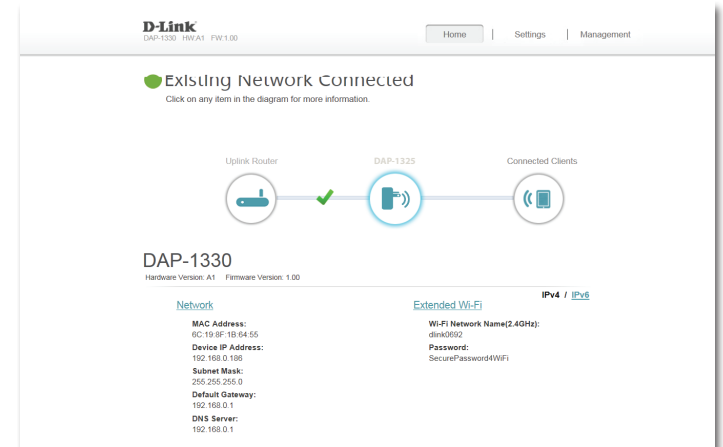 D-Link
DAP-1330 HW:A1 FW:1.00
Home | Settings | Management
Existing Network Connected
Click on any item in the diagram for more information.
Uplink Router
DAP-1325
Connected Clients
DAP-1330
Hardware Version: A1 Firmware Version: 1.00
IPv4 / IPv6
Network
MAC Address:
6C:19:8F:1B:64:55
Device IP Address:
192.168.0.186
Subnet Mask:
255.255.255.0
Default Gateway:
192.168.0.1
DNS Server:
192.168.0.1
Extended Wi-Fi
Wi-Fi Network Name(2.4GHz):
dlink0692
Password:
SecurePassword4WiFi